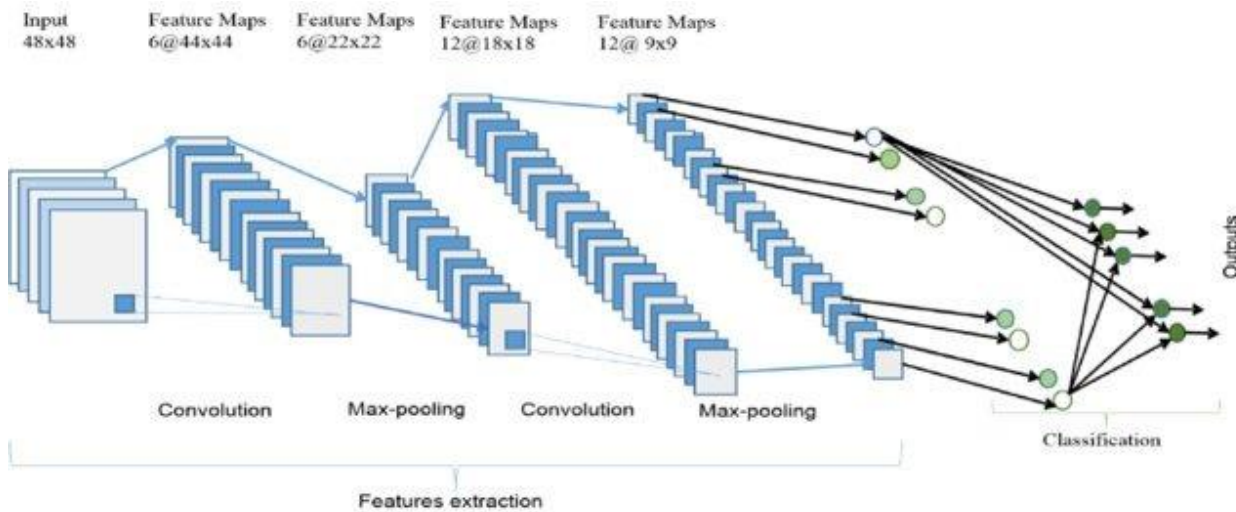 Input
48x48
Feature Maps
6@44x44
Feature Maps
6@22x22
Feature Maps
12@18x18
Feature Maps
12@ 9x9
Outputs
Convolution
Max-pooling
Convolution
Max-pooling
Classification
Features extraction